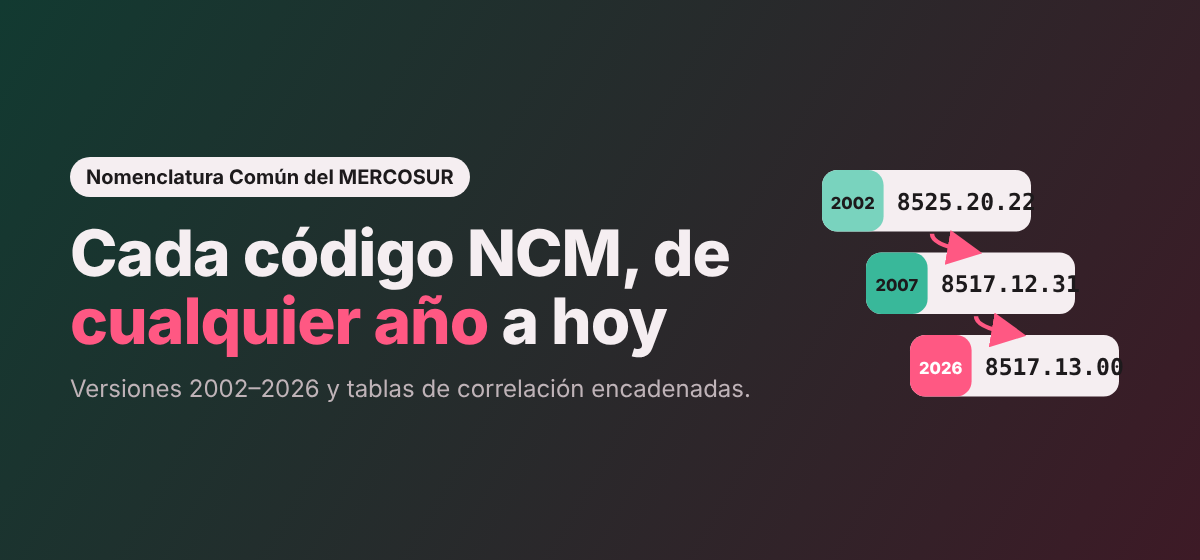 Nomenclatura Común del MERCOSUR
Cada código NCM, de
cualquier año a hoy
Versiones 2002–2026 y tablas de correlación encadenadas.
2002 8525.20.22
2007 8517.12.31
2026 8517.13.00